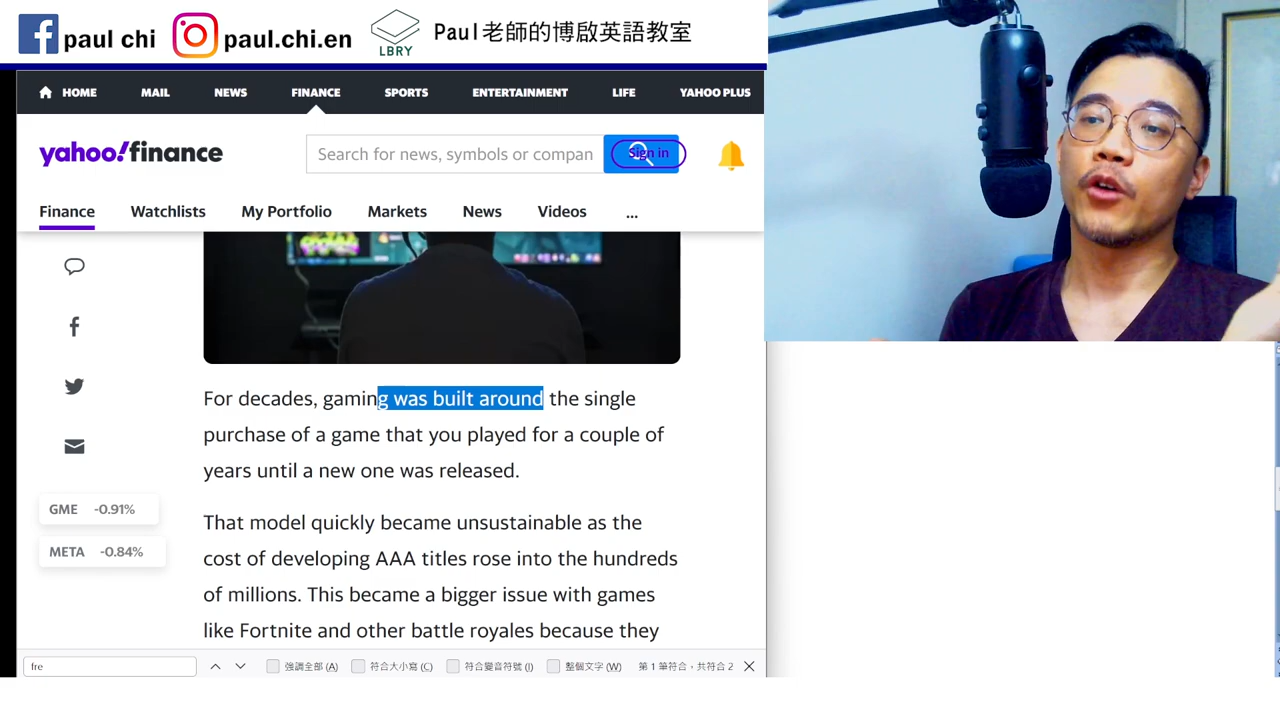 paul chi
paul.chi.en
LBRY
Paul老師的博啟英語教室
HOME MAIL NEWS FINANCE SPORTS ENTERTAINMENT LIFE YAHOO PLUS
yahoo!finance
Search for news, symbols or compan
Sign in
Finance Watchlists My Portfolio Markets News Videos ...
For decades, gaming was built around the single
purchase of a game that you played for a couple of
years until a new one was released.
GME -0.91%
META -0.84%
That model quickly became unsustainable as the
cost of developing AAA titles rose into the hundreds
of millions. This became a bigger issue with games
like Fortnite and other battle royales because they
fre
強調全部 (A) 符合大小寫 (C) 符合變音符號 (I) 整個文字 (W) 第 1 筆符合，共符合 2